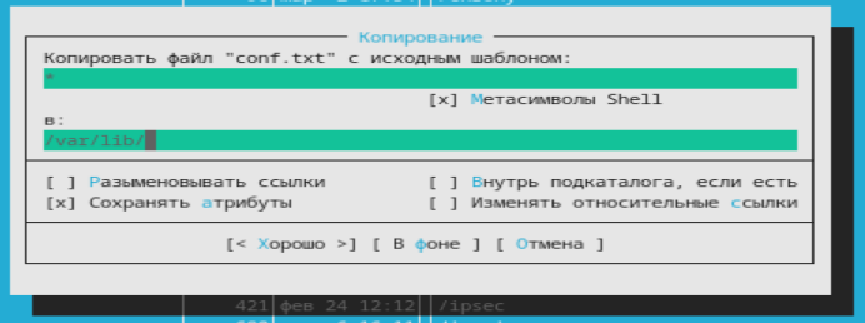 Копирование
Копировать файл "conf.txt" с исходным шаблоном:
*
[x] Метасимволы Shell
в:
/var/lib/
[ ] Разыменовывать ссылки [ ] Внутрь подкаталога, если есть
[x] Сохранять атрибуты [ ] Изменять относительные ссылки
[< Хорошо >] [ В фоне ] [ Отмена ]
421 фев 24 12:12 /ipsec